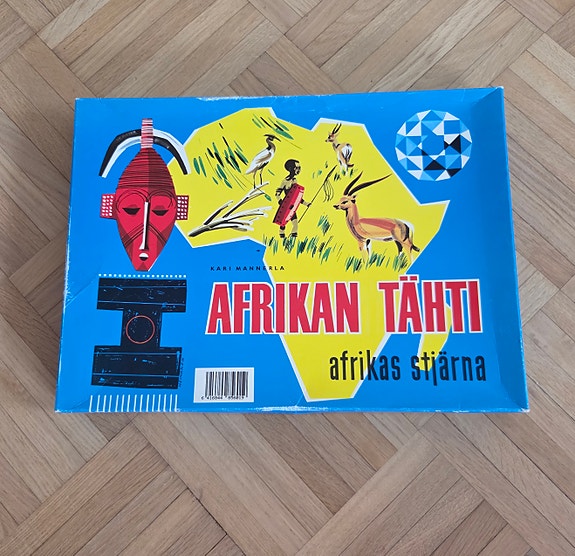 KARI MANNERLA
AFRIKAN TÄHTI
afrikas stjärna